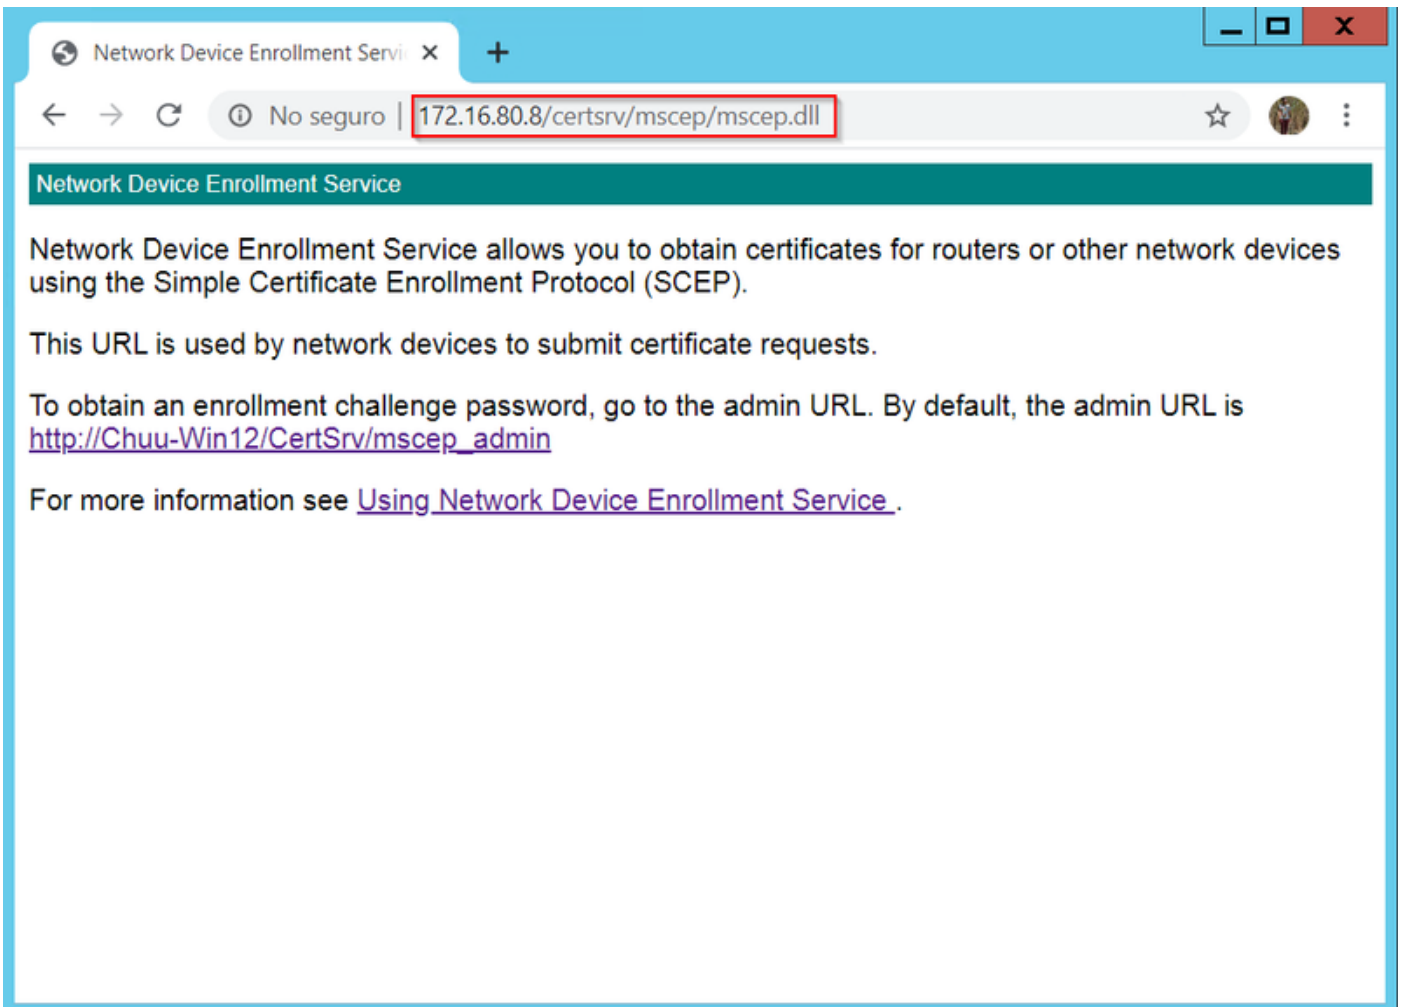 Network Device Enrollment Servi
No seguro | 172.16.80.8/certsrv/mscep/mscep.dll
Network Device Enrollment Service
Network Device Enrollment Service allows you to obtain certificates for routers or other network devices
using the Simple Certificate Enrollment Protocol (SCEP).
This URL is used by network devices to submit certificate requests.
To obtain an enrollment challenge password, go to the admin URL. By default, the admin URL is
http://Chuu-Win12/CertSrv/mscep_admin
For more information see Using Network Device Enrollment Service .